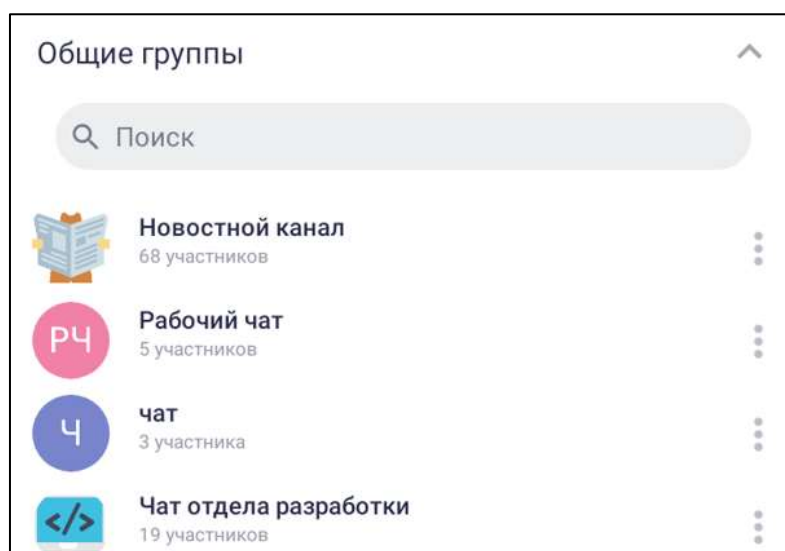 Общие группы
Поиск
Новостной канал
68 участников
РЧ
Рабочий чат
5 участников
Ч
чат
3 участника
</>
Чат отдела разработки
19 участников